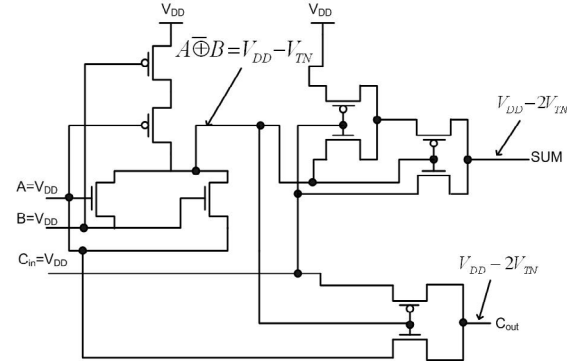 V_DD
V_DD
A⊕̅B=V_DD−V_TN
V_DD−2V_TN
SUM
A=V_DD
B=V_DD
C_in=V_DD
V_DD−2V_TN
C_out